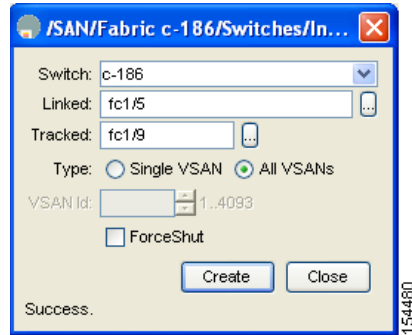 /SAN/Fabric c-186/Switches/In...
Switch: c-186
Linked: fc1/5 ...
Tracked: fc1/9 ...
Type: Single VSAN All VSANs
VSAN Id: 1..4093
ForceShut
Create Close
Success.
154480